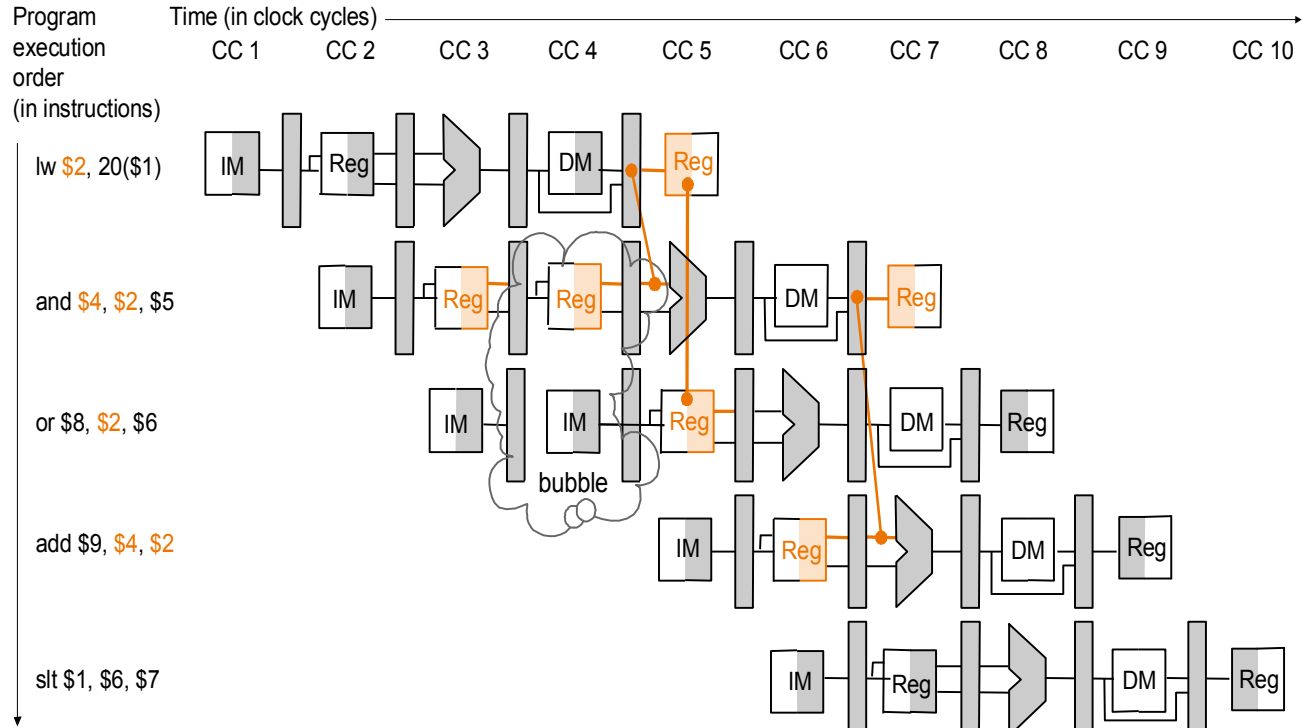 Program
execution
order
(in instructions)
Time (in clock cycles)
CC 1 CC 2 CC 3 CC 4 CC 5 CC 6 CC 7 CC 8 CC 9 CC 10
lw $2, 20($1)
IM Reg DM Reg
and $4, $2, $5
IM Reg Reg DM Reg
or $8, $2, $6
IM IM Reg DM Reg
bubble
add $9, $4, $2
IM Reg DM Reg
slt $1, $6, $7
IM Reg DM Reg